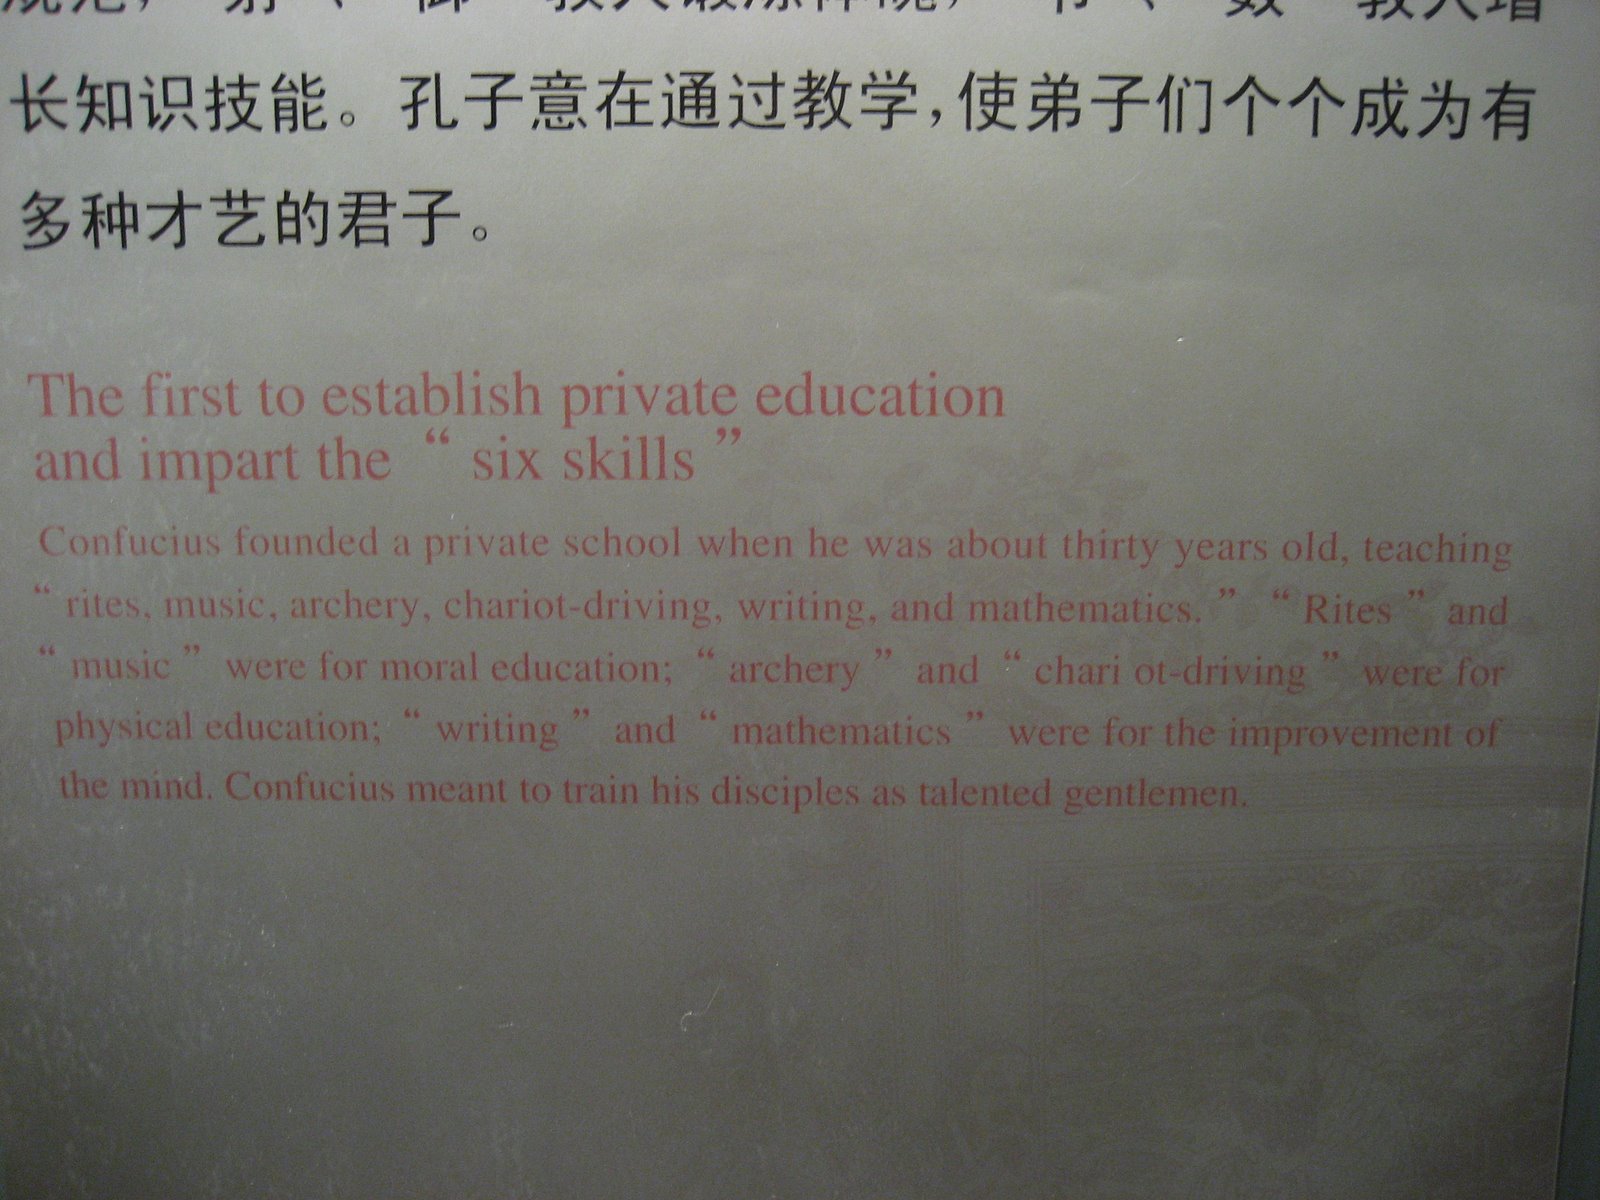 长知识技能。孔子意在通过教学，使弟子们个个成为有
多种才艺的君子。
The first to establish private education
and impart the “ six skills ”
Confucius founded a private school when he was about thirty years old, teaching
“ rites, music, archery, chariot-driving, writing, and mathematics. ” “ Rites ” and
“ music ” were for moral education; “ archery ” and “ chari ot-driving ” were for
physical education; “ writing ” and “ mathematics ” were for the improvement of
the mind. Confucius meant to train his disciples as talented gentlemen.